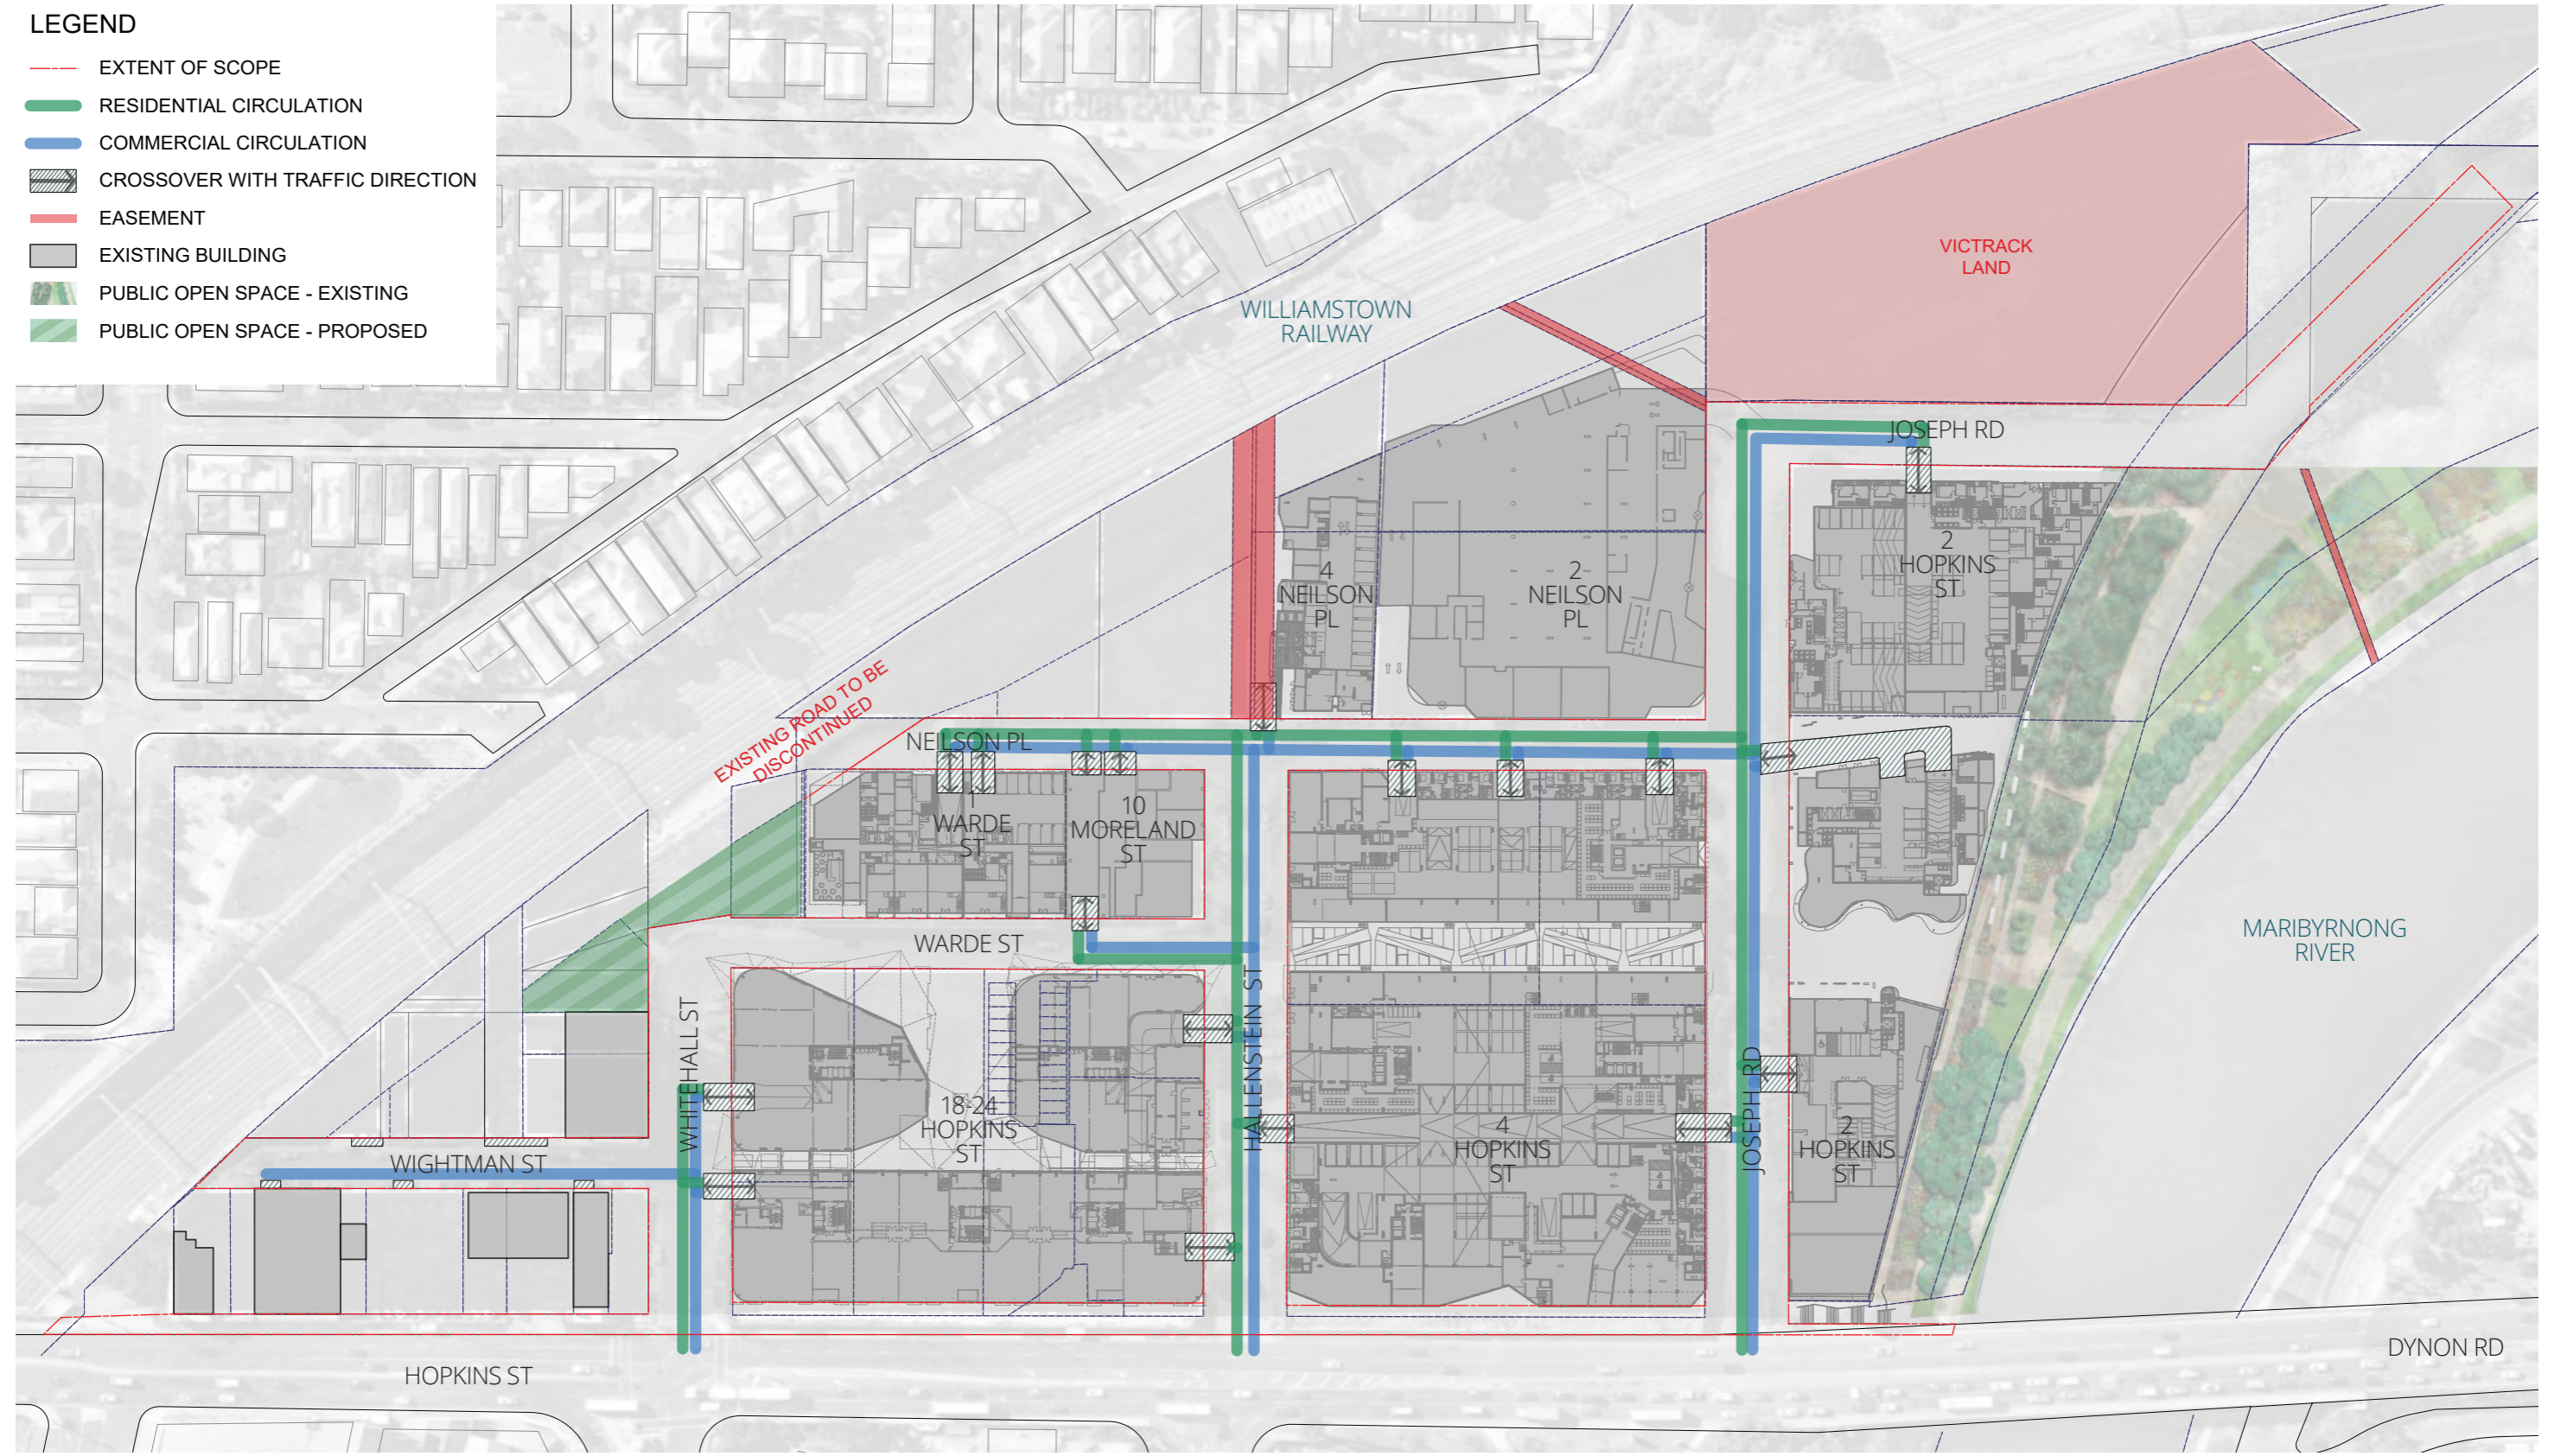 LEGEND
EXTENT OF SCOPE
RESIDENTIAL CIRCULATION
COMMERCIAL CIRCULATION
CROSSOVER WITH TRAFFIC DIRECTION
EASEMENT
EXISTING BUILDING
PUBLIC OPEN SPACE - EXISTING
PUBLIC OPEN SPACE - PROPOSED
VICTRACK
LAND
WILLIAMSTOWN
RAILWAY
JOSEPH RD
2
HOPKINS
ST
4
NEILSON
PL
2
NEILSON
PL
EXISTING ROAD TO BE
DISCONTINUED
NEILSON PL
1
WARDE
ST
10
MORELAND
ST
WARDE ST
MARIBYRNONG
RIVER
WHITEHALL ST
HALLENSTEIN ST
JOSEPH RD
18-24
HOPKINS
ST
4
HOPKINS
ST
2
HOPKINS
ST
WIGHTMAN ST
HOPKINS ST
DYNON RD